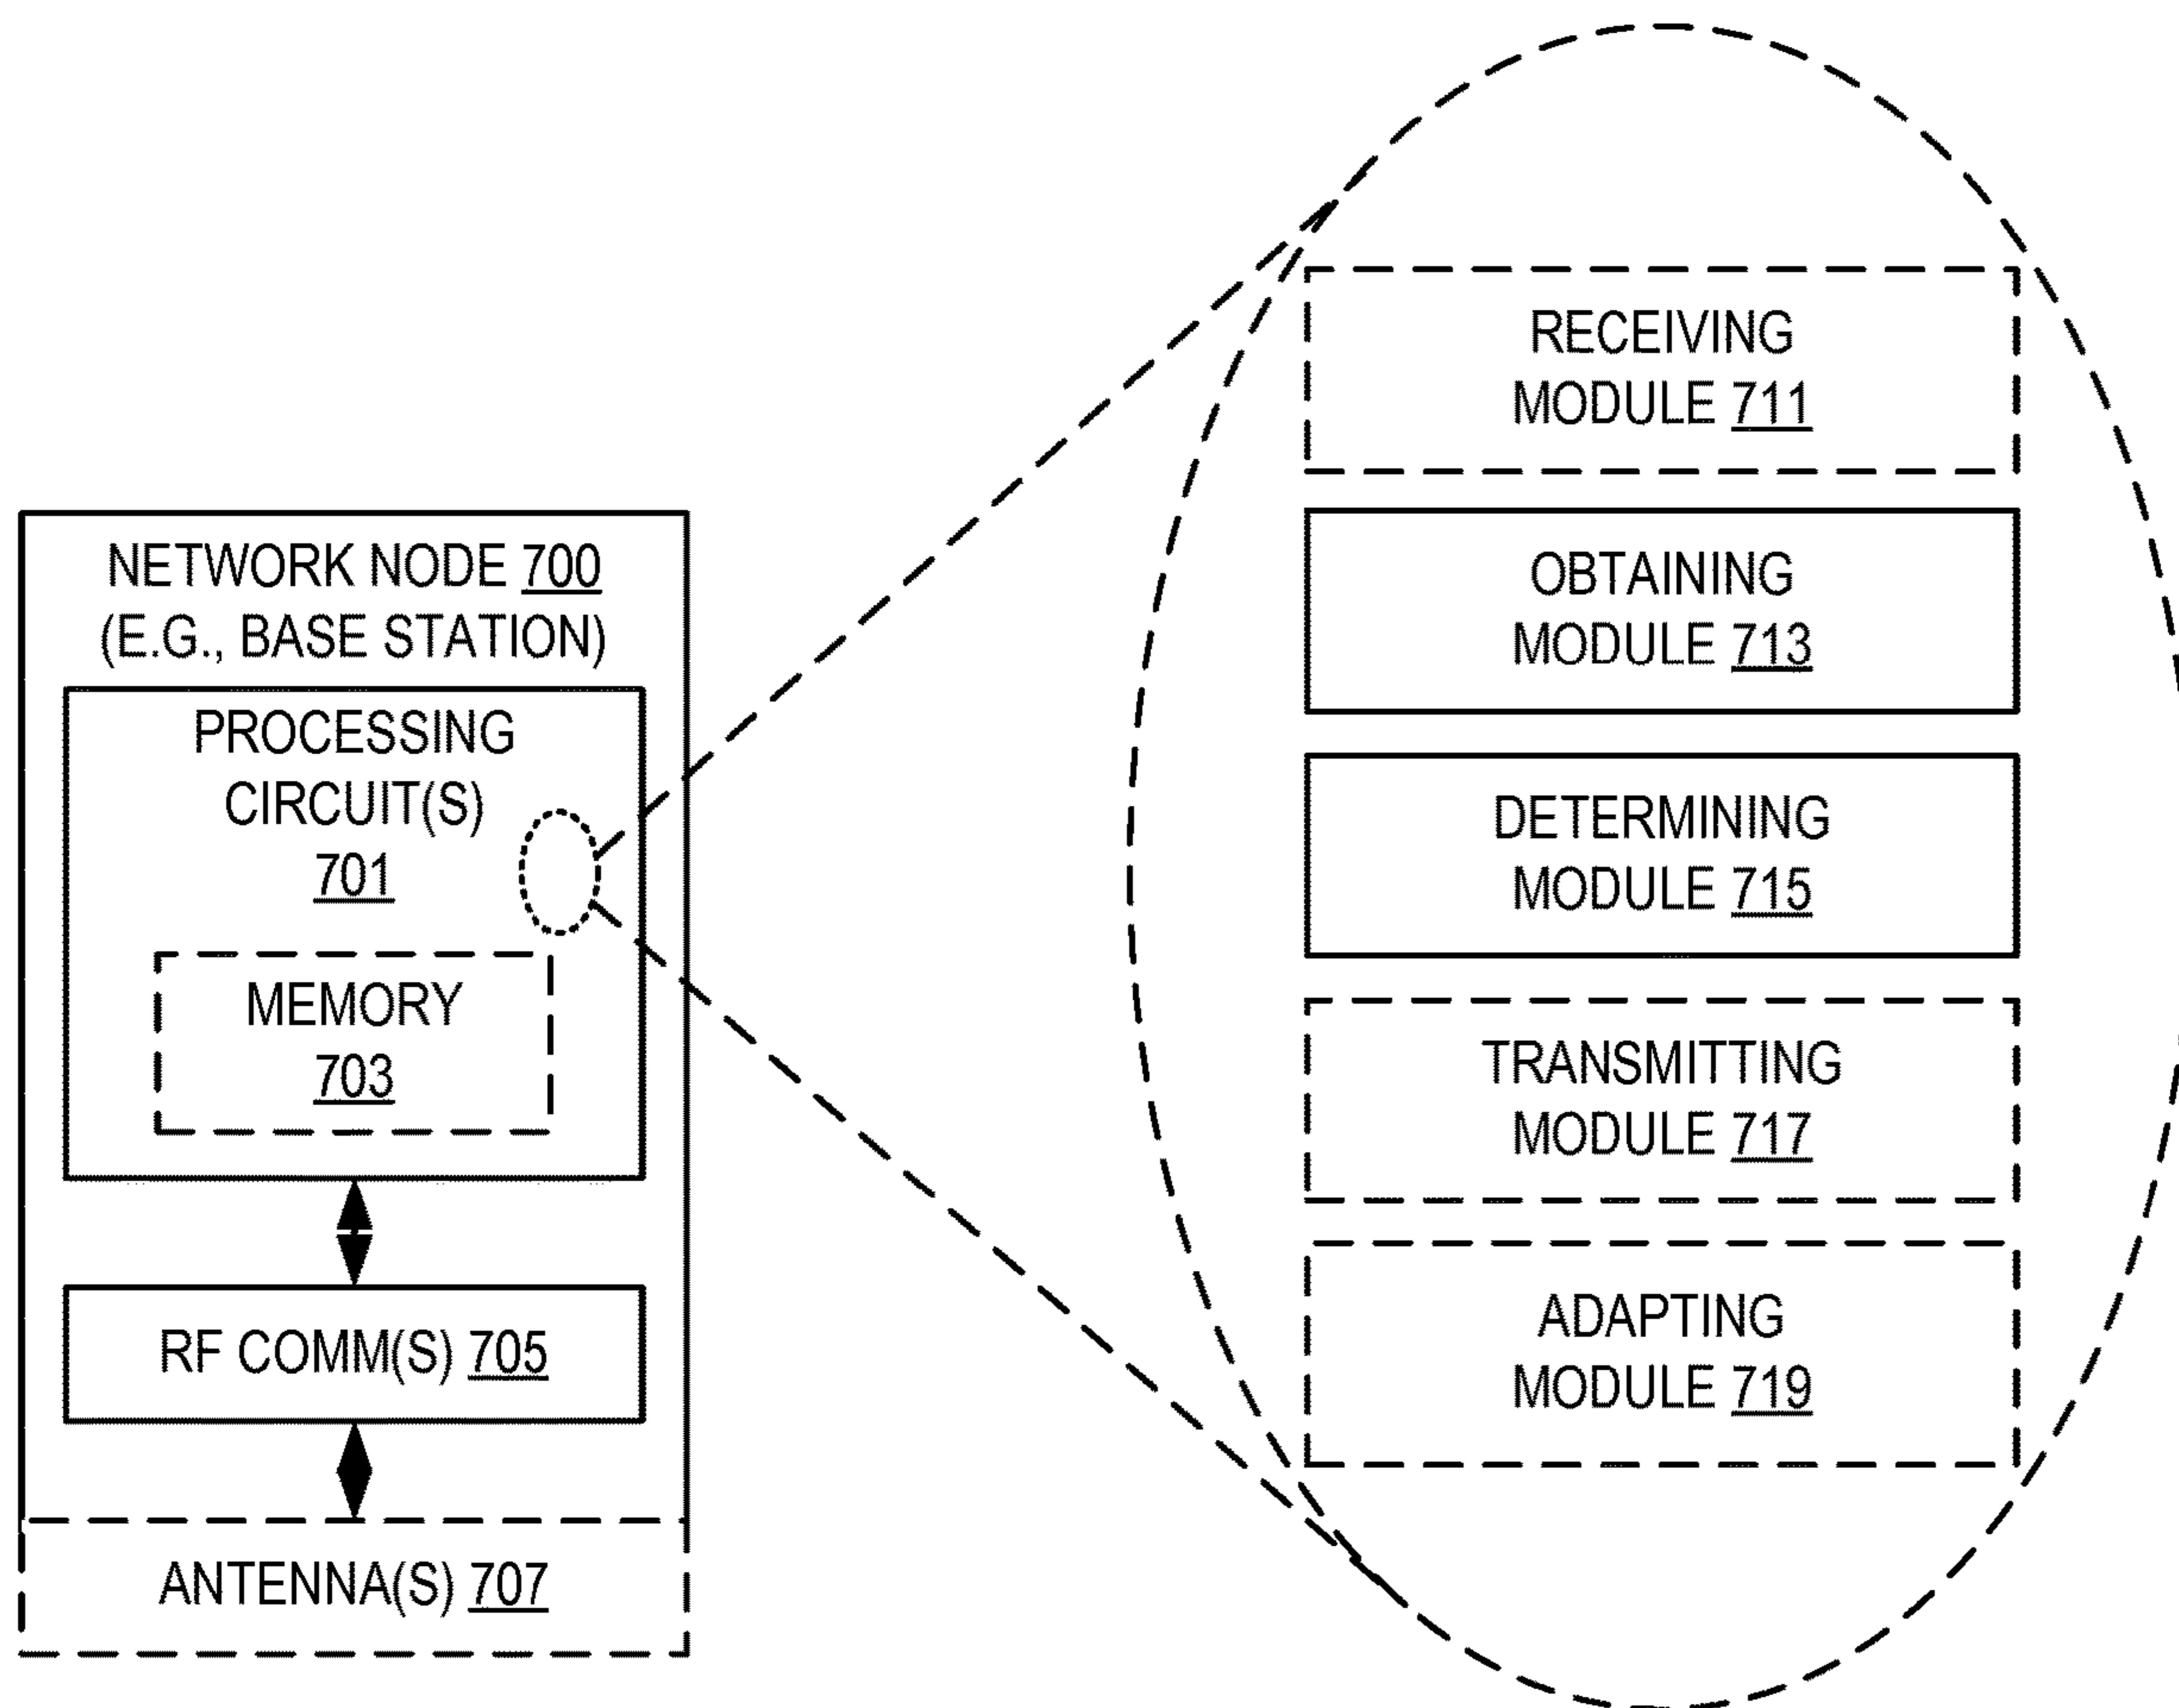 NETWORK NODE 700
(E.G., BASE STATION)
PROCESSING
CIRCUIT(S)
701
MEMORY
703
RF COMM(S) 705
ANTENNA(S) 707
RECEIVING
MODULE 711
OBTAINING
MODULE 713
DETERMINING
MODULE 715
TRANSMITTING
MODULE 717
ADAPTING
MODULE 719